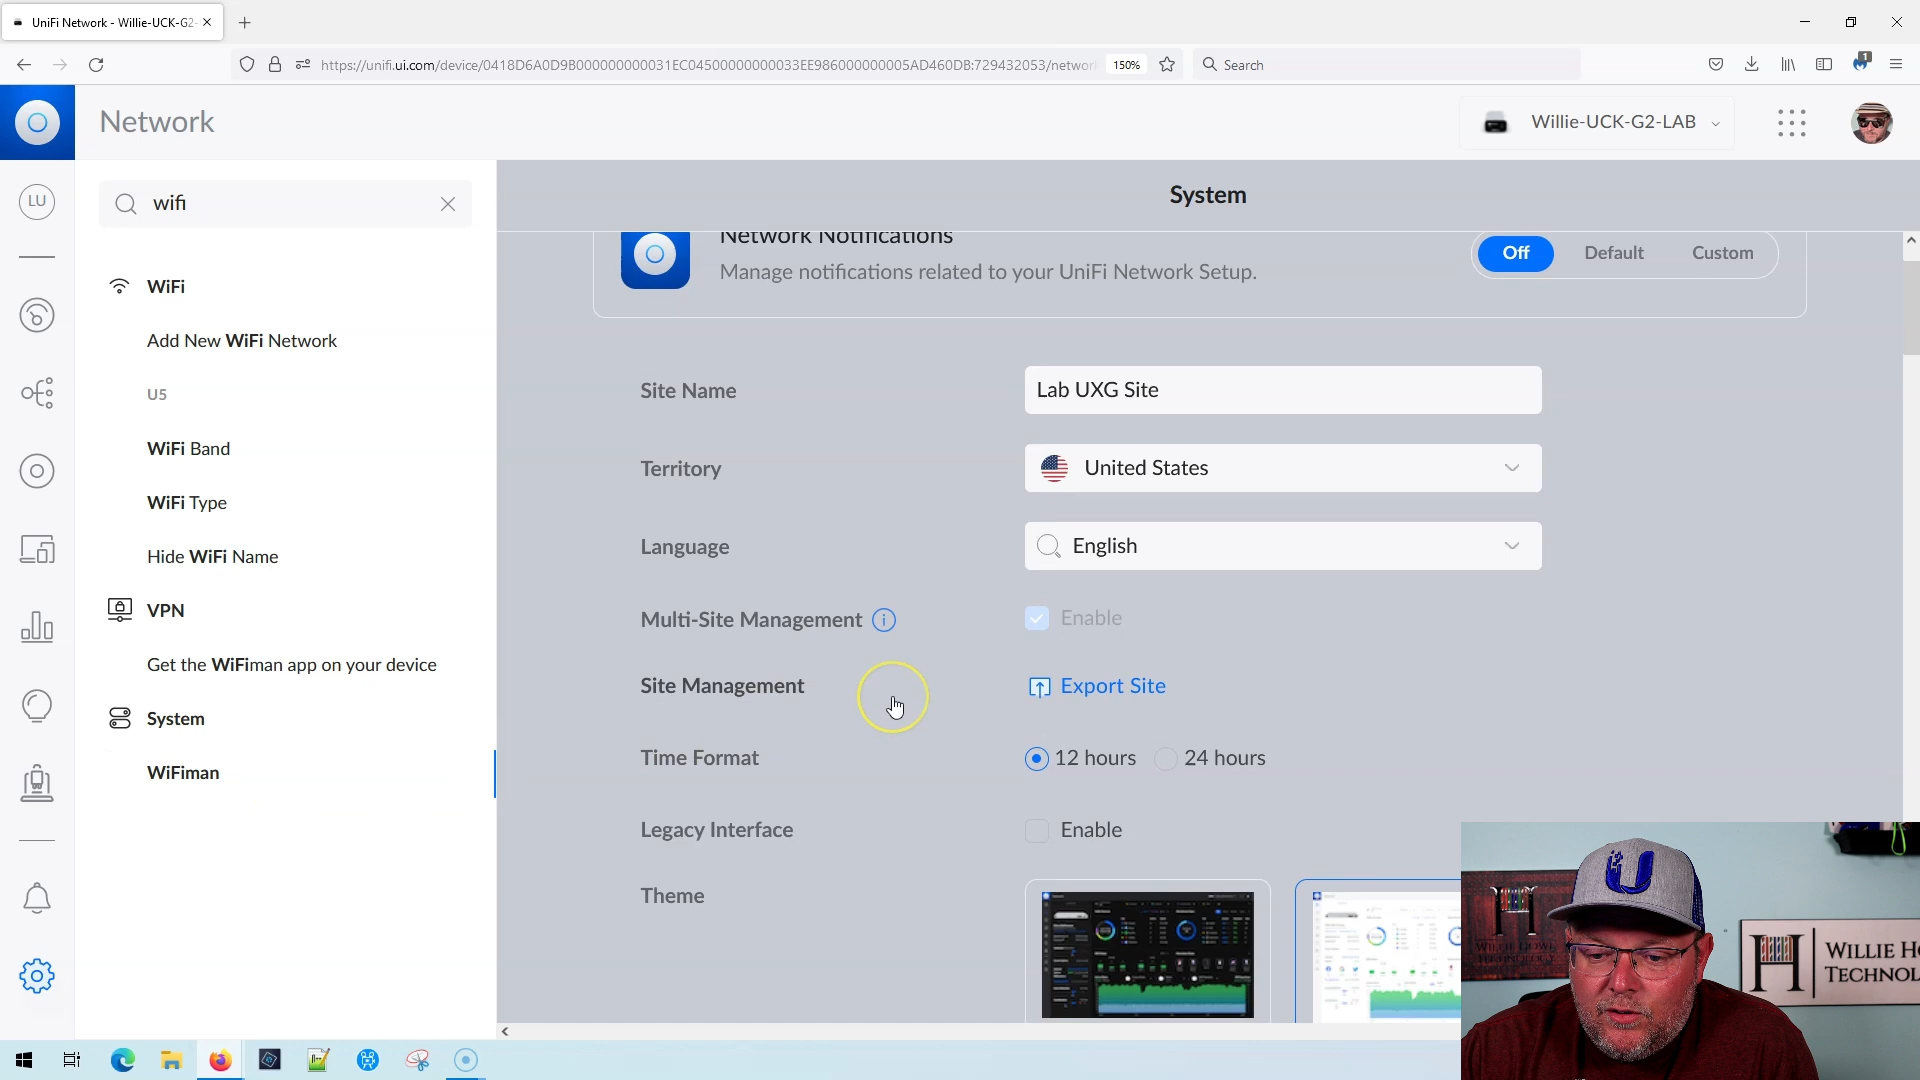 UniFi Network - Willie-UCK-G2-
https://unifi.ui.com/device/0418D6A0D9B000000000031EC04500000000033EE986000000005AD460DB:729432053/networ
150%
Search
1
Network
Willie-UCK-G2-LAB
LU
wifi
System
WiFi
Add New WiFi Network
U5
WiFi Band
WiFi Type
Hide WiFi Name
VPN
Get the WiFiman app on your device
System
WiFiman
Network Notifications
Manage notifications related to your UniFi Network Setup.
Off Default Custom
Site Name
Lab UXG Site
Territory
United States
Language
English
Multi-Site Management
Enable
Site Management
Export Site
Time Format
12 hours
24 hours
Legacy Interface
Enable
Theme
WILLIE HO
TECHNOL